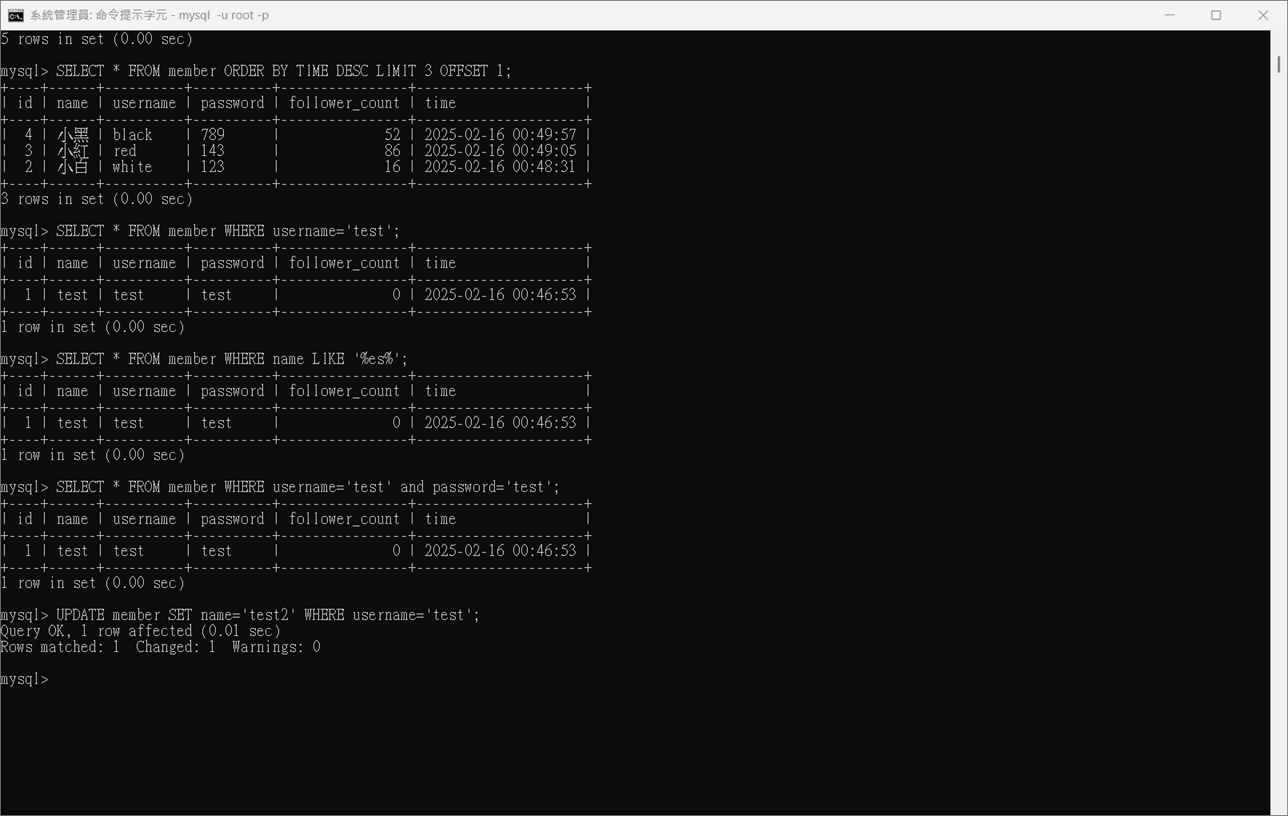 系統管理員: 命令提示字元 - mysql  -u root -p
5 rows in set (0.00 sec)
mysql> SELECT * FROM member ORDER BY TIME DESC LIMIT 3 OFFSET 1;
+----+------+----------+----------+----------------+---------------------+
| id | name | username | password | follower_count | time                |
+----+------+----------+----------+----------------+---------------------+
|  4 | 小黑 | black    | 789      |             52 | 2025-02-16 00:49:57 |
|  3 | 小紅 | red      | 143      |             86 | 2025-02-16 00:49:05 |
|  2 | 小白 | white    | 123      |             16 | 2025-02-16 00:48:31 |
+----+------+----------+----------+----------------+---------------------+
3 rows in set (0.00 sec)
mysql> SELECT * FROM member WHERE username='test';
+----+------+----------+----------+----------------+---------------------+
| id | name | username | password | follower_count | time                |
+----+------+----------+----------+----------------+---------------------+
|  1 | test | test     | test     |              0 | 2025-02-16 00:46:53 |
+----+------+----------+----------+----------------+---------------------+
1 row in set (0.00 sec)
mysql> SELECT * FROM member WHERE name LIKE '%es%';
+----+------+----------+----------+----------------+---------------------+
| id | name | username | password | follower_count | time                |
+----+------+----------+----------+----------------+---------------------+
|  1 | test | test     | test     |              0 | 2025-02-16 00:46:53 |
+----+------+----------+----------+----------------+---------------------+
1 row in set (0.00 sec)
mysql> SELECT * FROM member WHERE username='test' and password='test';
+----+------+----------+----------+----------------+---------------------+
| id | name | username | password | follower_count | time                |
+----+------+----------+----------+----------------+---------------------+
|  1 | test | test     | test     |              0 | 2025-02-16 00:46:53 |
+----+------+----------+----------+----------------+---------------------+
1 row in set (0.00 sec)
mysql> UPDATE member SET name='test2' WHERE username='test';
Query OK, 1 row affected (0.01 sec)
Rows matched: 1  Changed: 1  Warnings: 0
mysql>